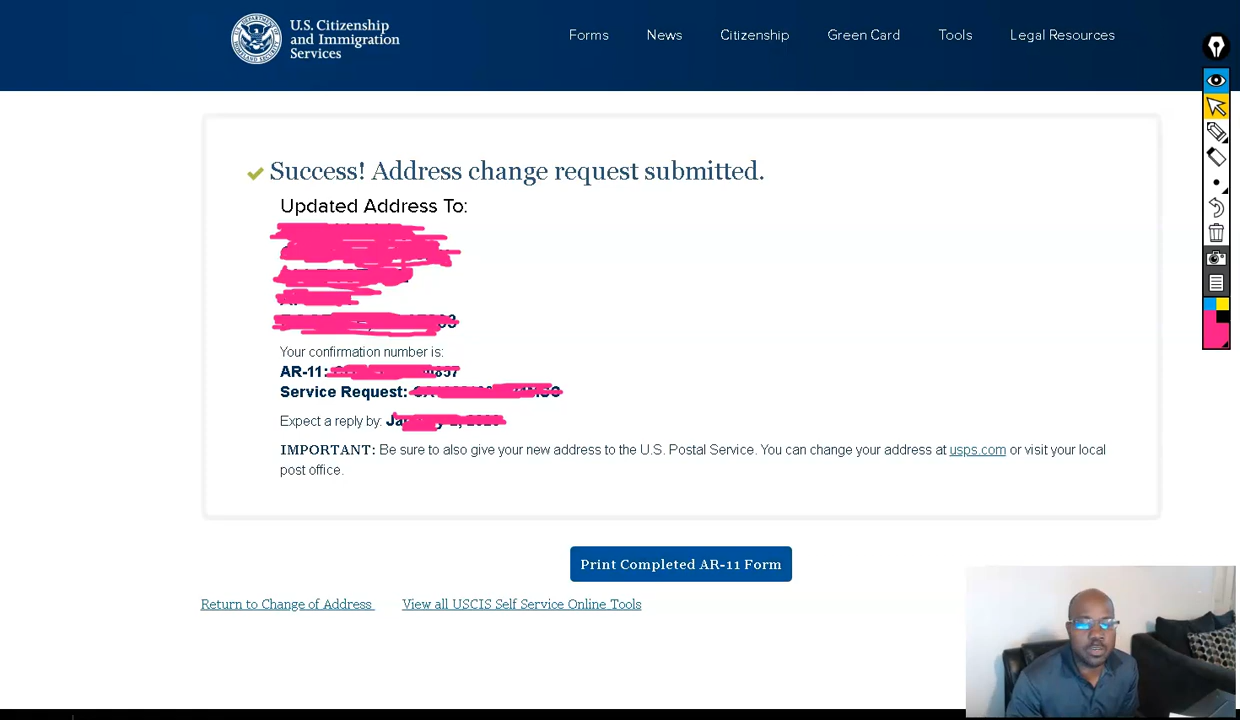 U.S. Citizenship
and Immigration
Services
Forms News Citizenship Green Card Tools Legal Resources
Success! Address change request submitted.
Updated Address To:
Your confirmation number is:
AR-11:
Service Request:
Expect a reply by:
IMPORTANT: Be sure to also give your new address to the U.S. Postal Service. You can change your address at usps.com or visit your local
post office.
Print Completed AR-11 Form
Return to Change of Address View all USCIS Self Service Online Tools